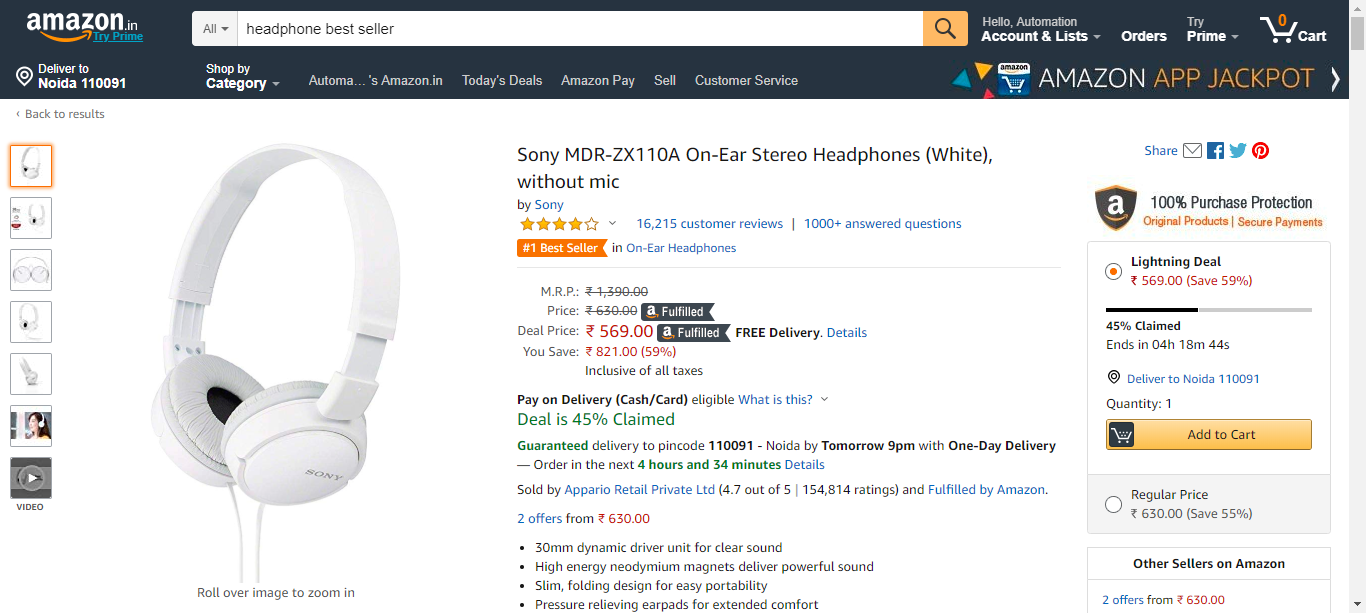 amazon.in
Try Prime
All
headphone best seller
Hello, Automation
Account & Lists
Orders
Try
Prime
0
Cart
Deliver to
Noida 110091
Shop by
Category
Automa... 's Amazon.in
Today's Deals
Amazon Pay
Sell
Customer Service
amazon
AMAZON APP JACKPOT
‹ Back to results
Sony MDR-ZX110A On-Ear Stereo Headphones (White),
without mic
by Sony
16,215 customer reviews | 1000+ answered questions
#1 Best Seller in On-Ear Headphones
M.R.P.: ₹ 1,390.00
Price: ₹ 630.00 a Fulfilled
Deal Price: ₹ 569.00 a Fulfilled FREE Delivery. Details
You Save: ₹ 821.00 (59%)
Inclusive of all taxes
Pay on Delivery (Cash/Card) eligible What is this?
Deal is 45% Claimed
Guaranteed delivery to pincode 110091 - Noida by Tomorrow 9pm with One-Day Delivery
— Order in the next 4 hours and 34 minutes Details
Sold by Appario Retail Private Ltd (4.7 out of 5 | 154,814 ratings) and Fulfilled by Amazon.
2 offers from ₹ 630.00
• 30mm dynamic driver unit for clear sound
• High energy neodymium magnets deliver powerful sound
• Slim, folding design for easy portability
• Pressure relieving earpads for extended comfort
SONY
VIDEO
Roll over image to zoom in
Share
a
100% Purchase Protection
Original Products | Secure Payments
Lightning Deal
₹ 569.00 (Save 59%)
45% Claimed
Ends in 04h 18m 44s
Deliver to Noida 110091
Quantity: 1
Add to Cart
Regular Price
₹ 630.00 (Save 55%)
Other Sellers on Amazon
2 offers from ₹ 630.00